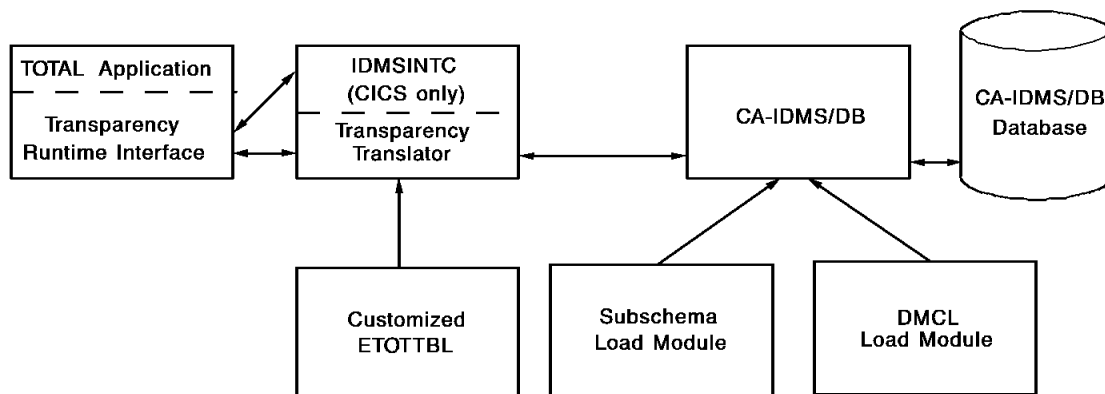 TOTAL Application
Transparency
Runtime Interface
IDMSINTC
(CICS only)
Transparency
Translator
CA-IDMS/DB
CA-IDMS/DB
Database
Customized
ETOTTBL
Subschema
Load Module
DMCL
Load Module